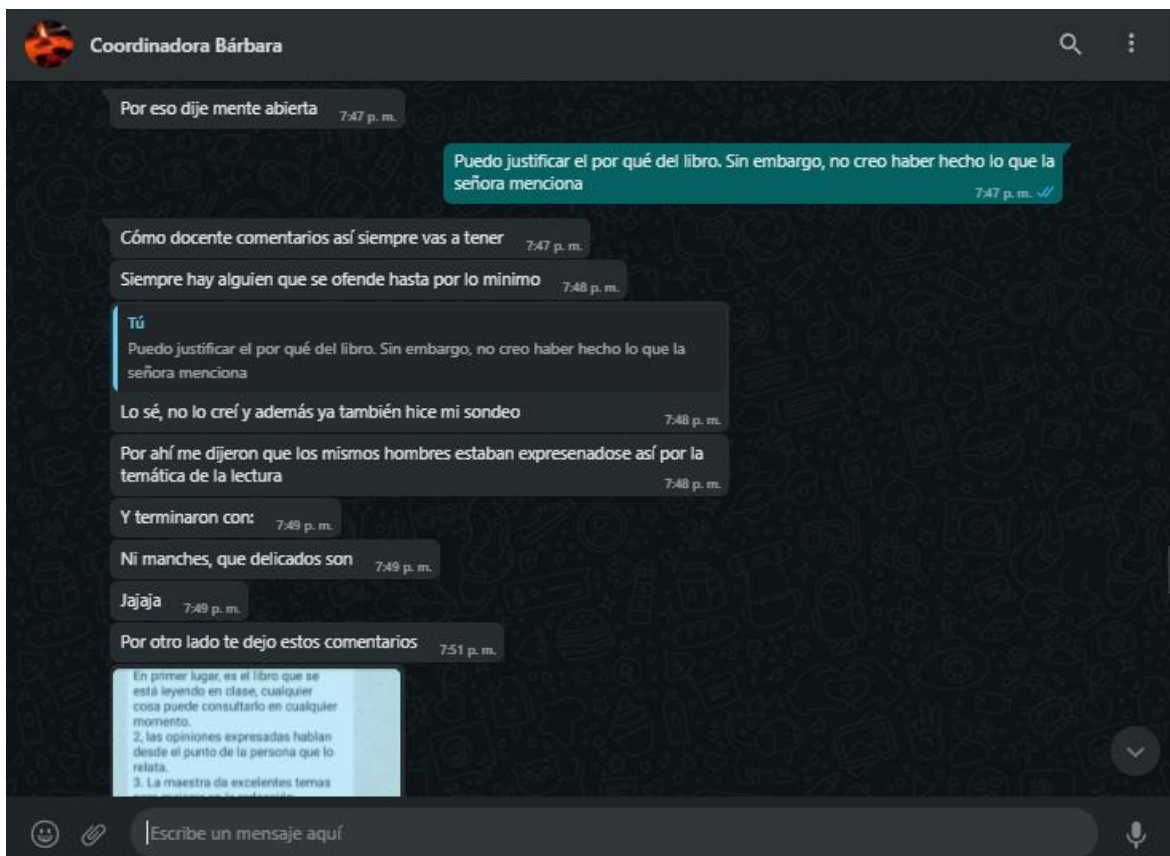 Coordinadora Bárbara
Por eso dije mente abierta 7:47 p. m.
Puedo justificar el por qué del libro. Sin embargo, no creo haber hecho lo que la
señora menciona
7:47 p. m.
Cómo docente comentarios así siempre vas a tener 7:47 p. m.
Siempre hay alguien que se ofende hasta por lo minimo 7:48 p. m.
Tú
Puedo justificar el por qué del libro. Sin embargo, no creo haber hecho lo que la
señora menciona
Lo sé, no lo creí y además ya también hice mi sondeo 7:48 p. m.
Por ahí me dijeron que los mismos hombres estaban expresenadose así por la
temática de la lectura
7:48 p. m.
Y terminaron con: 7:49 p. m.
Ni manches, que delicados son 7:49 p. m.
Jajaja 7:49 p. m.
Por otro lado te dejo estos comentarios 7:51 p. m.
En primer lugar, es el libro que se
está leyendo en clase, cualquier
cosa puede consultarlo en cualquier
momento.
2, las opiniones expresadas hablan
desde el punto de la persona que lo
relata.
3. La maestra da excelentes temas
Escribe un mensaje aquí